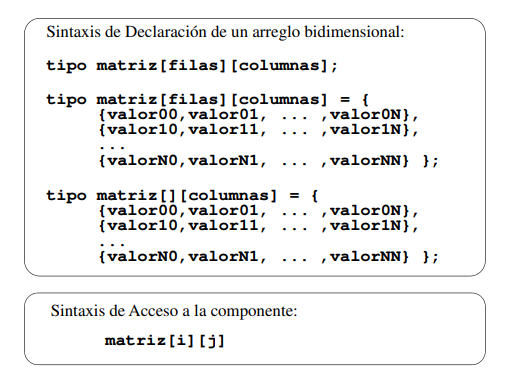 Sintaxis de Declaración de un arreglo bidimensional:
tipo matriz[filas][columnas];
tipo matriz[filas][columnas] = {
{valor00,valor01, ... ,valor0N},
{valor10,valor11, ... ,valor1N},
...
{valorN0,valorN1, ... ,valorNN} };
tipo matriz[][columnas] = {
{valor00,valor01, ... ,valor0N},
{valor10,valor11, ... ,valor1N},
...
{valorN0,valorN1, ... ,valorNN} };
Sintaxis de Acceso a la componente:
matriz[i][j]